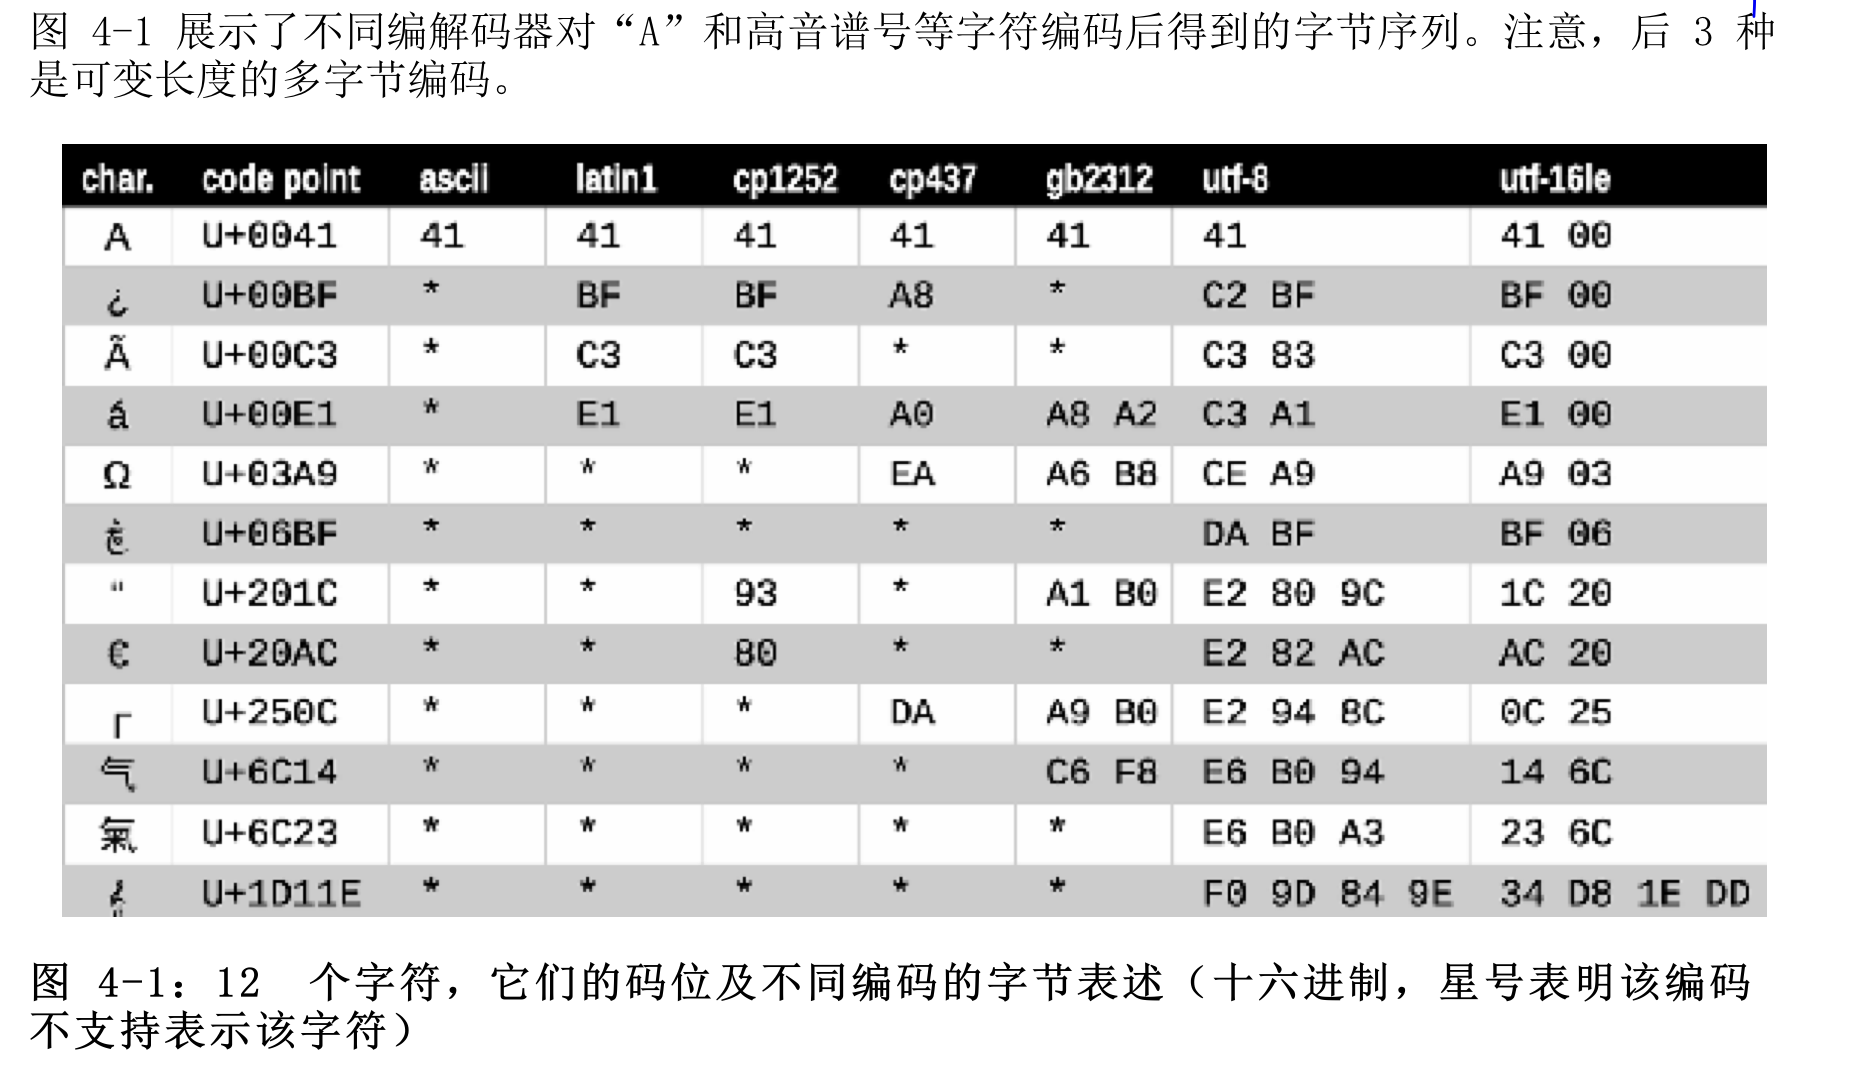 图 4-1 展示了不同编解码器对“A”和高音谱号等字符编码后得到的字节序列。注意，后 3 种
是可变长度的多字节编码。
char. code point ascii latin1 cp1252 cp437 gb2312 utf-8 utf-16le
A U+0041 41 41 41 41 41 41 41 00
¿ U+00BF * BF BF A8 * C2 BF BF 00
Ã U+00C3 * C3 C3 * * C3 83 C3 00
á U+00E1 * E1 E1 A0 A8 A2 C3 A1 E1 00
Ω U+03A9 * * * EA A6 B8 CE A9 A9 03
ڿ U+06BF * * * * * DA BF BF 06
“ U+201C * * 93 * A1 B0 E2 80 9C 1C 20
€ U+20AC * * 80 * * E2 82 AC AC 20
┌ U+250C * * * DA A9 B0 E2 94 8C 0C 25
气 U+6C14 * * * * C6 F8 E6 B0 94 14 6C
氣 U+6C23 * * * * * E6 B0 A3 23 6C
𝄞 U+1D11E * * * * * F0 9D 84 9E 34 D8 1E DD
图 4-1：12 个字符，它们的码位及不同编码的字节表述（十六进制，星号表明该编码
不支持表示该字符）